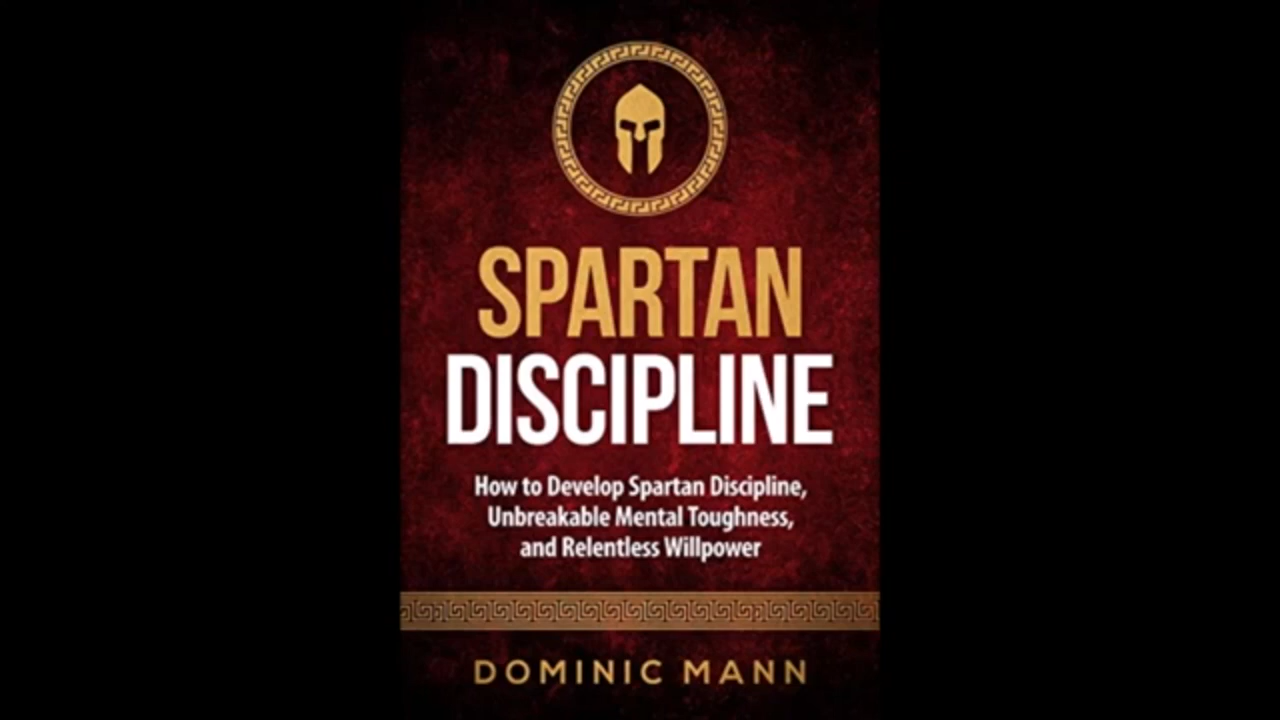 SPARTAN
DISCIPLINE
How to Develop Spartan Discipline,
Unbreakable Mental Toughness,
and Relentless Willpower
DOMINIC MANN